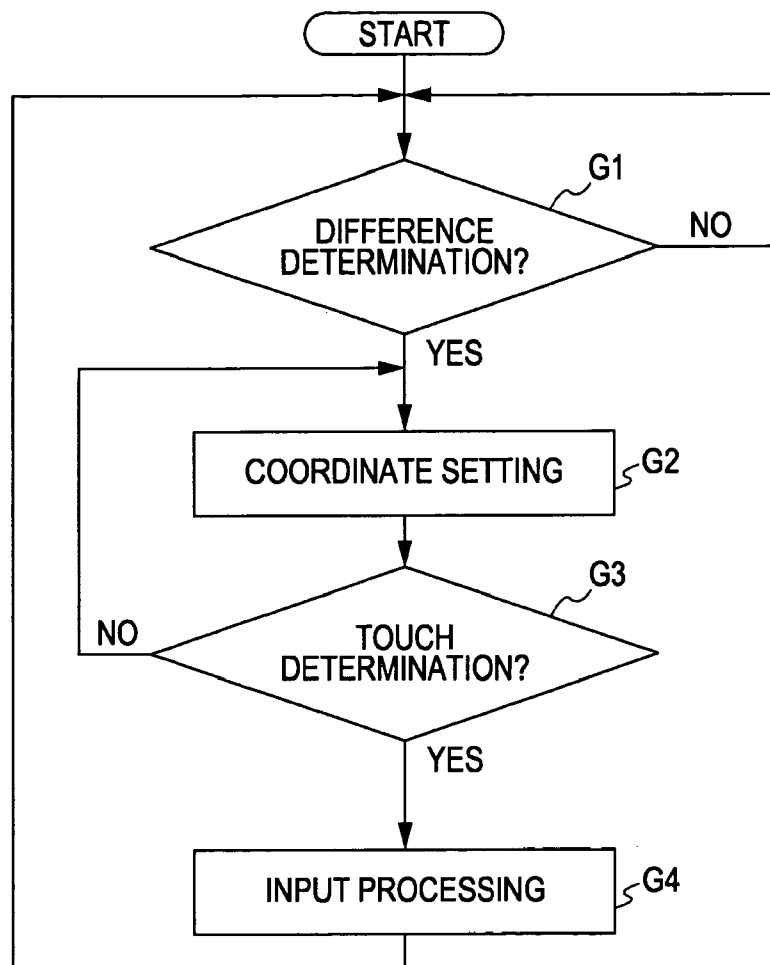 START
G1
DIFFERENCE
DETERMINATION?
NO
YES
COORDINATE SETTING
G2
G3
NO
TOUCH
DETERMINATION?
YES
INPUT PROCESSING
G4